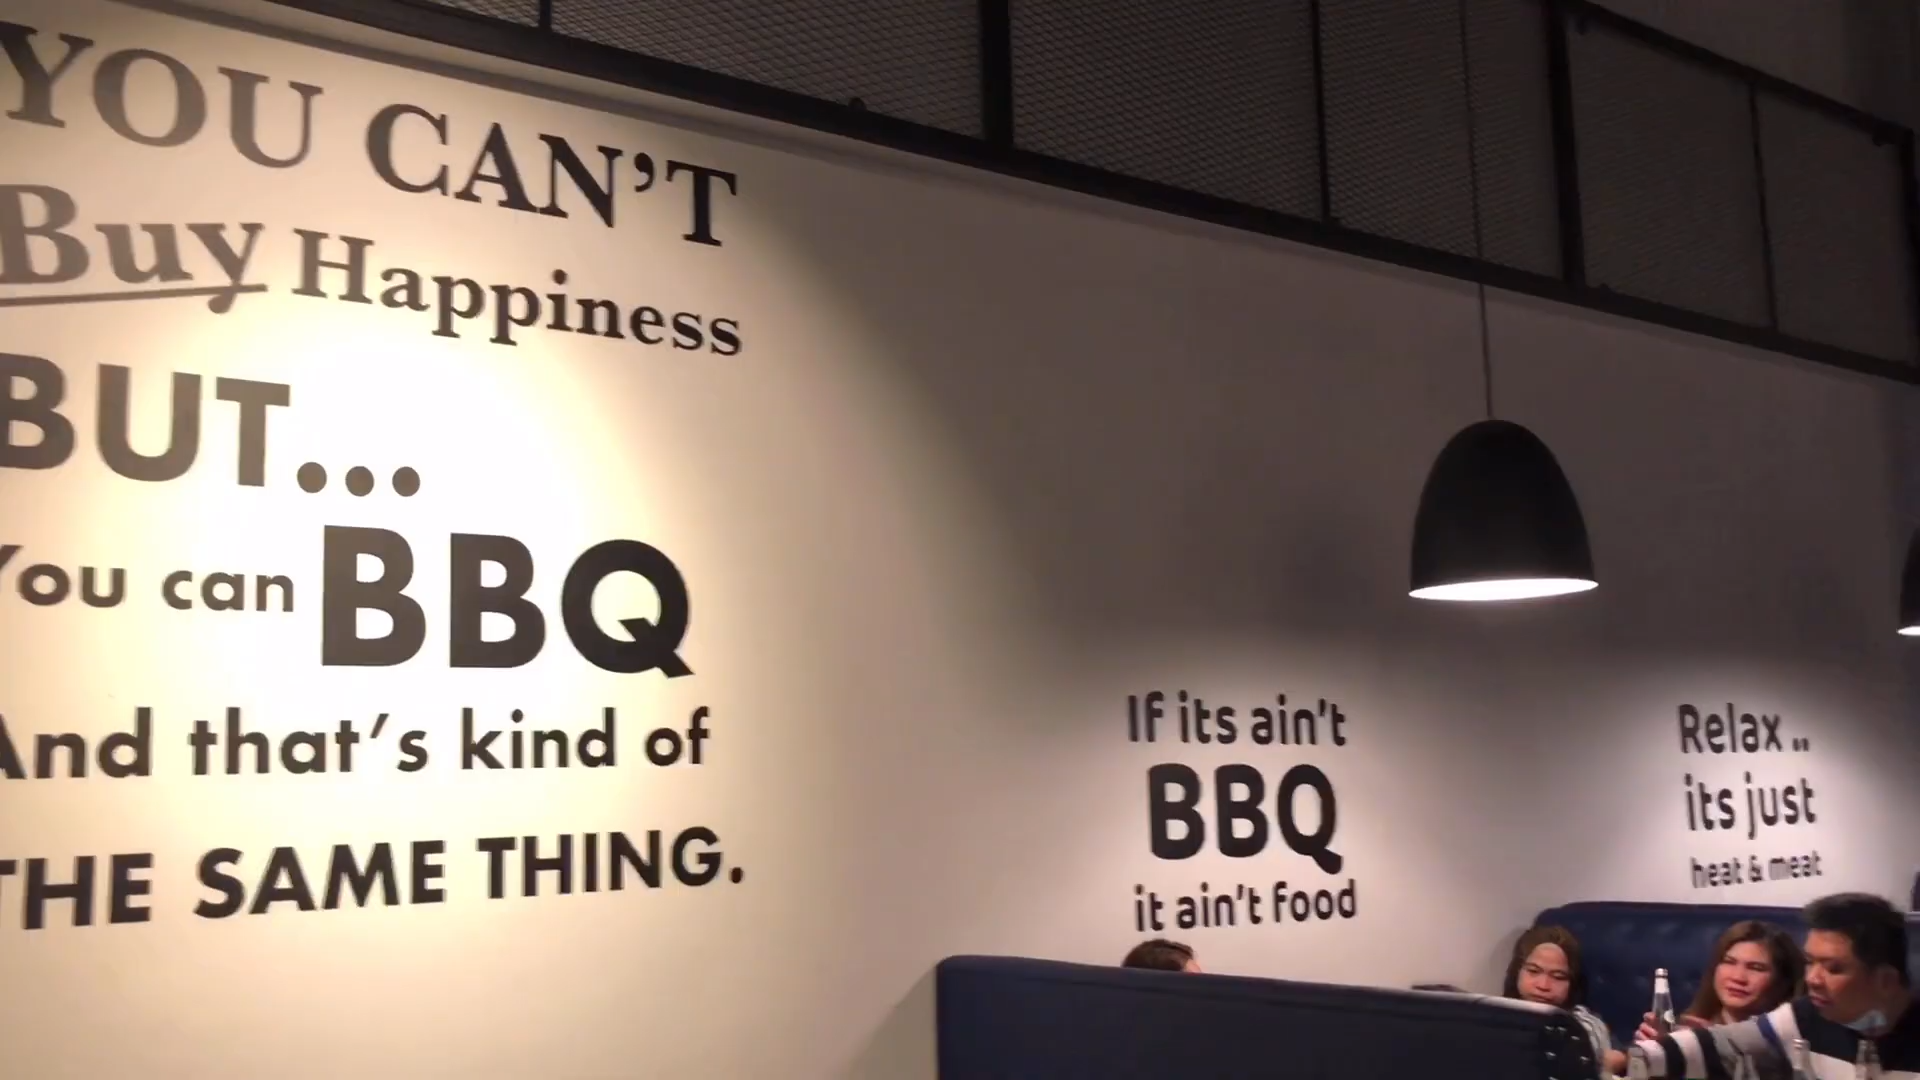 YOU CAN'T
Buy Happiness
BUT...
You can BBQ
And that's kind of
THE SAME THING.
If its ain't
BBQ
it ain't food
Relax ..
its just
heat & meat